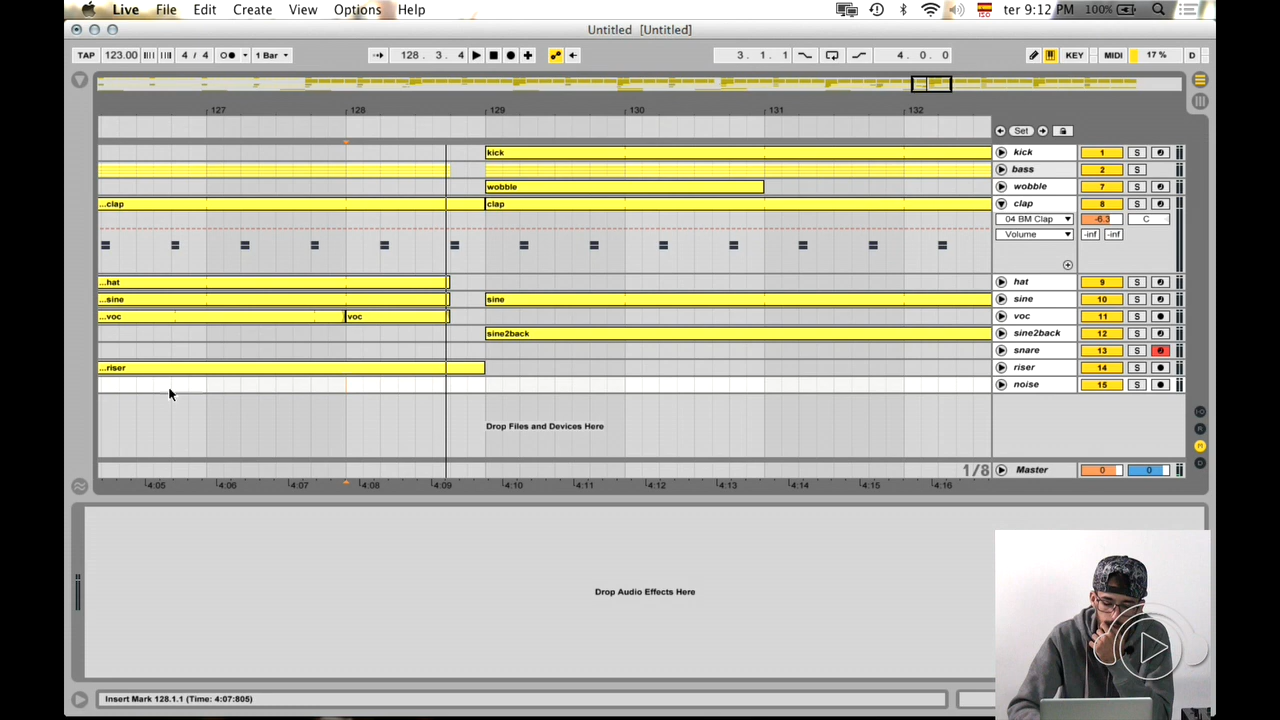 Live File Edit Create View Options Help ISO ter 9:12 PM 100%
Untitled [Untitled]
TAP 123.00 4 / 4 1 Bar 128 . 3 . 4 3 . 1 . 1 4 . 0 . 0 KEY MIDI 17 % D
127 128 129 130 131 132
Set
kick kick 1 S
bass 2 S
wobble wobble 7 S
...clap clap clap 8 S
04 BM Clap -6.3 C
Volume -inf -inf
...hat hat 9 S
...sine sine sine 10 S
...voc voc voc 11 S
sine2back sine2back 12 S
snare 13 S
...riser riser 14 S
noise 15 S
Drop Files and Devices Here
1/8 Master 0 0
4:05 4:06 4:07 4:08 4:09 4:10 4:11 4:12 4:13 4:14 4:15 4:16
Drop Audio Effects Here
Insert Mark 128.1.1 (Time: 4:07:805)